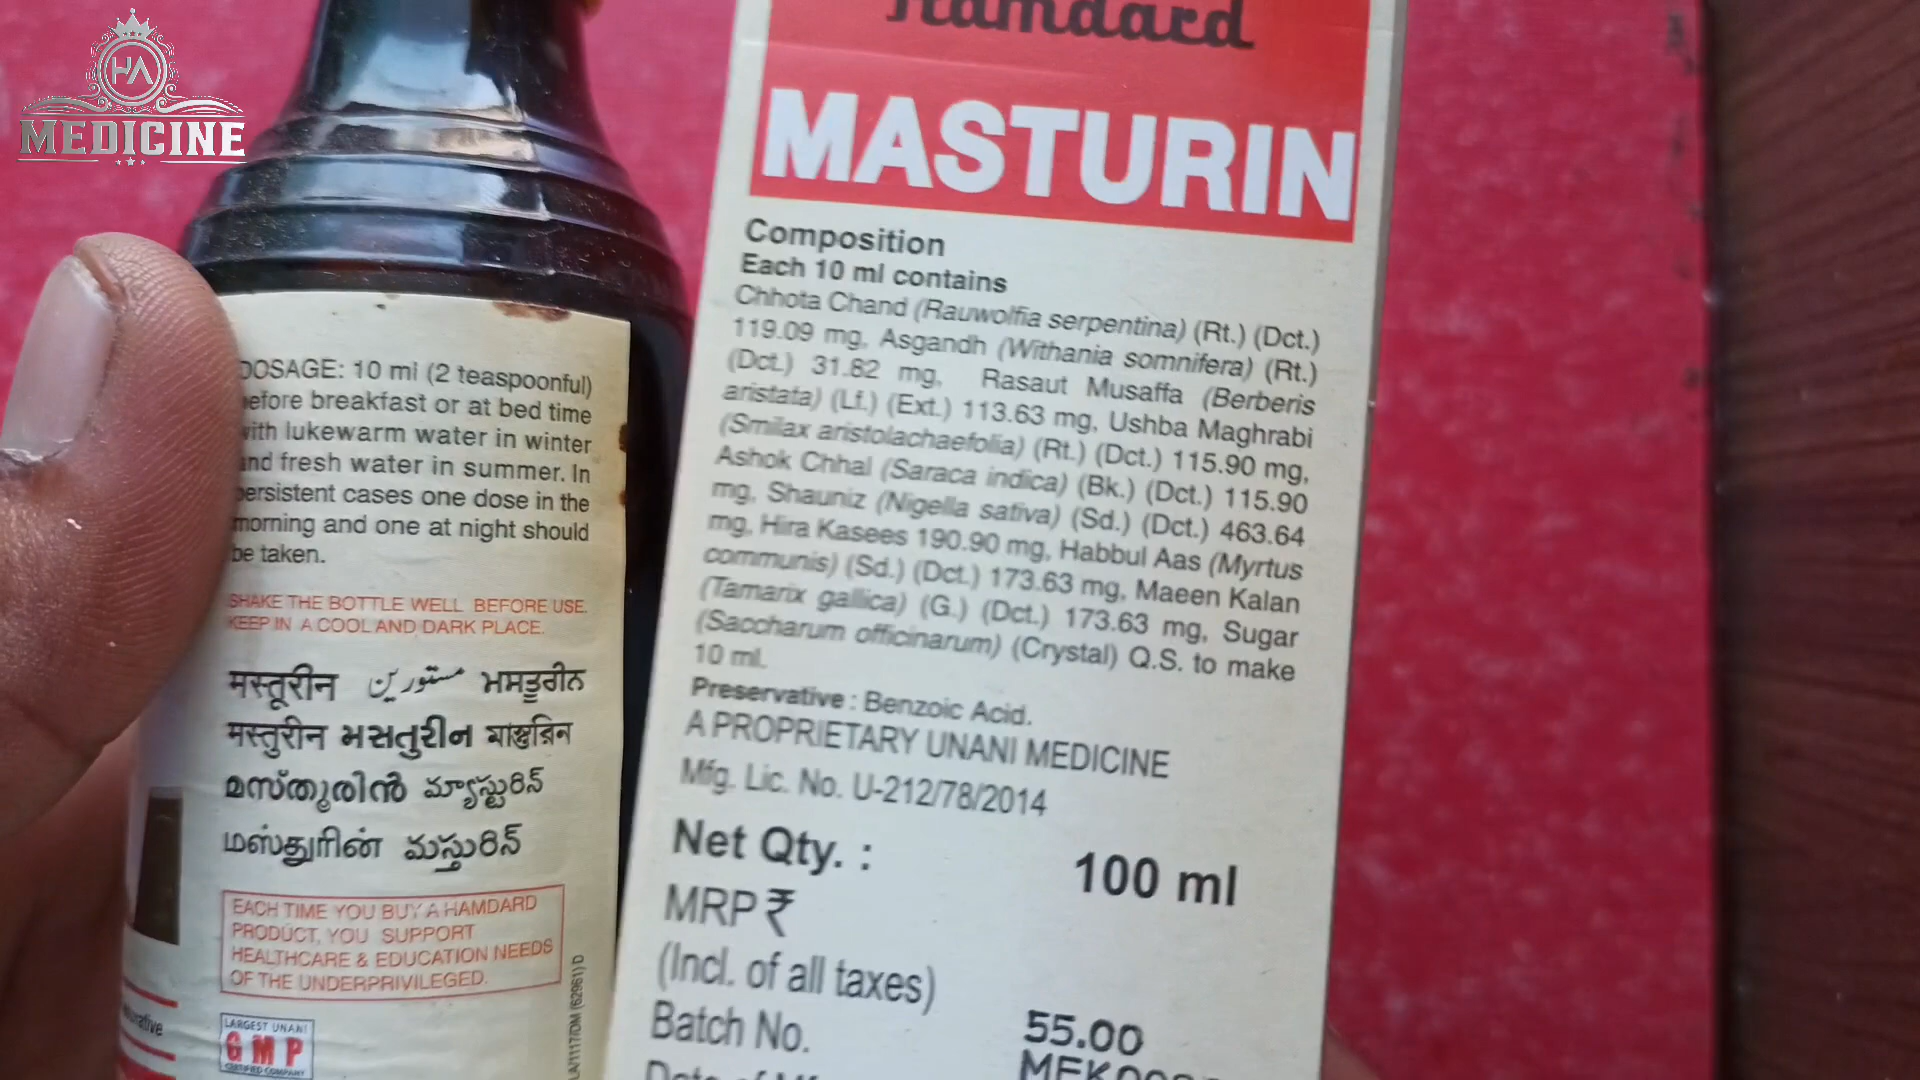 HA
MEDICINE
DOSAGE: 10 ml (2 teaspoonful)
before breakfast or at bed time
with lukewarm water in winter
and fresh water in summer. In
persistent cases one dose in the
morning and one at night should
be taken.
SHAKE THE BOTTLE WELL BEFORE USE.
KEEP IN A COOL AND DARK PLACE.
मस्तूरीन مستورین ਮਸਤੂਰੀਨ
मस्तुरीन મસતુરીન মাস্তুরিন
മസ്തൂരിൻ మ్యాస్టురిన్
மஸ்துரின் ಮಸ್ತುರಿನ್
EACH TIME YOU BUY A HAMDARD
PRODUCT, YOU SUPPORT
HEALTHCARE & EDUCATION NEEDS
OF THE UNDERPRIVILEGED.
LARGEST UNANI
GMP
CERTIFIED COMPANY
Hamdard
MASTURIN
Composition
Each 10 ml contains
Chhota Chand (Rauwolfia serpentina) (Rt.) (Dct.)
119.09 mg, Asgandh (Withania somnifera) (Rt.)
(Dct.) 31.82 mg, Rasaut Musaffa (Berberis
aristata) (Lf.) (Ext.) 113.63 mg, Ushba Maghrabi
(Smilax aristolachaefolia) (Rt.) (Dct.) 115.90 mg,
Ashok Chhal (Saraca indica) (Bk.) (Dct.) 115.90
mg, Shauniz (Nigella sativa) (Sd.) (Dct.) 463.64
mg, Hira Kasees 190.90 mg, Habbul Aas (Myrtus
communis) (Sd.) (Dct.) 173.63 mg, Maeen Kalan
(Tamarix gallica) (G.) (Dct.) 173.63 mg, Sugar
(Saccharum officinarum) (Crystal) Q.S. to make
10 ml.
Preservative : Benzoic Acid.
A PROPRIETARY UNANI MEDICINE
Mfg. Lic. No. U-212/78/2014
Net Qty. : 100 ml
MRP ₹
(Incl. of all taxes) 55.00
Batch No.